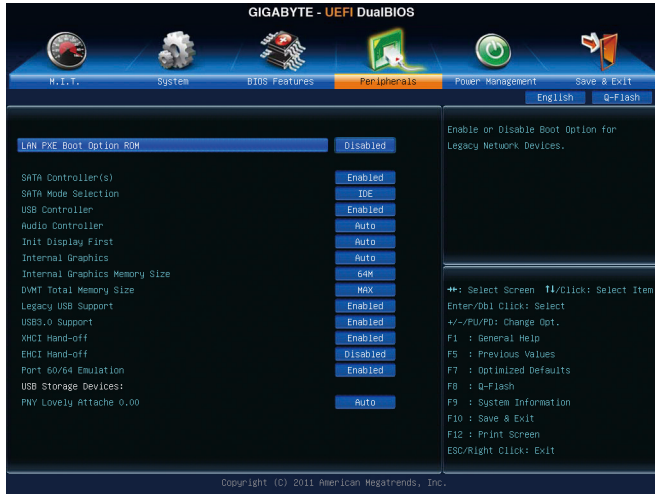 GIGABYTE - UEFI DualBIOS
M.I.T. System BIOS Features Peripherals Power Management Save & Exit
English Q-Flash
LAN PXE Boot Option ROM Disabled
SATA Controller(s) Enabled
SATA Mode Selection IDE
USB Controller Enabled
Audio Controller Auto
Init Display First Auto
Internal Graphics Auto
Internal Graphics Memory Size 64M
DVMT Total Memory Size MAX
Legacy USB Support Enabled
USB3.0 Support Enabled
XHCI Hand-off Enabled
EHCI Hand-off Disabled
Port 60/64 Emulation Enabled
USB Storage Devices:
PNY Lovely Attache 0.00 Auto
Enable or Disable Boot Option for
Legacy Network Devices.
→←: Select Screen ↑↓/Click: Select Item
Enter/Dbl Click: Select
+/-/PU/PD: Change Opt.
F1 : General Help
F5 : Previous Values
F7 : Optimized Defaults
F8 : Q-Flash
F9 : System Information
F10 : Save & Exit
F12 : Print Screen
ESC/Right Click: Exit
Copyright (C) 2011 American Megatrends, Inc.